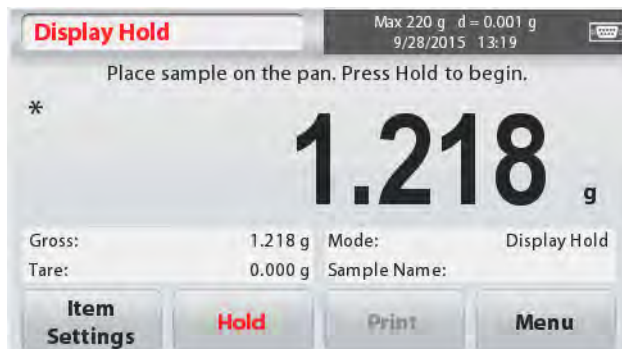 Display Hold
Max 220 g d = 0.001 g
9/28/2015 13:19
Place sample on the pan. Press Hold to begin.
*
1.218 g
Gross: 1.218 g Mode: Display Hold
Tare: 0.000 g Sample Name:
Item Settings
Hold
Print
Menu